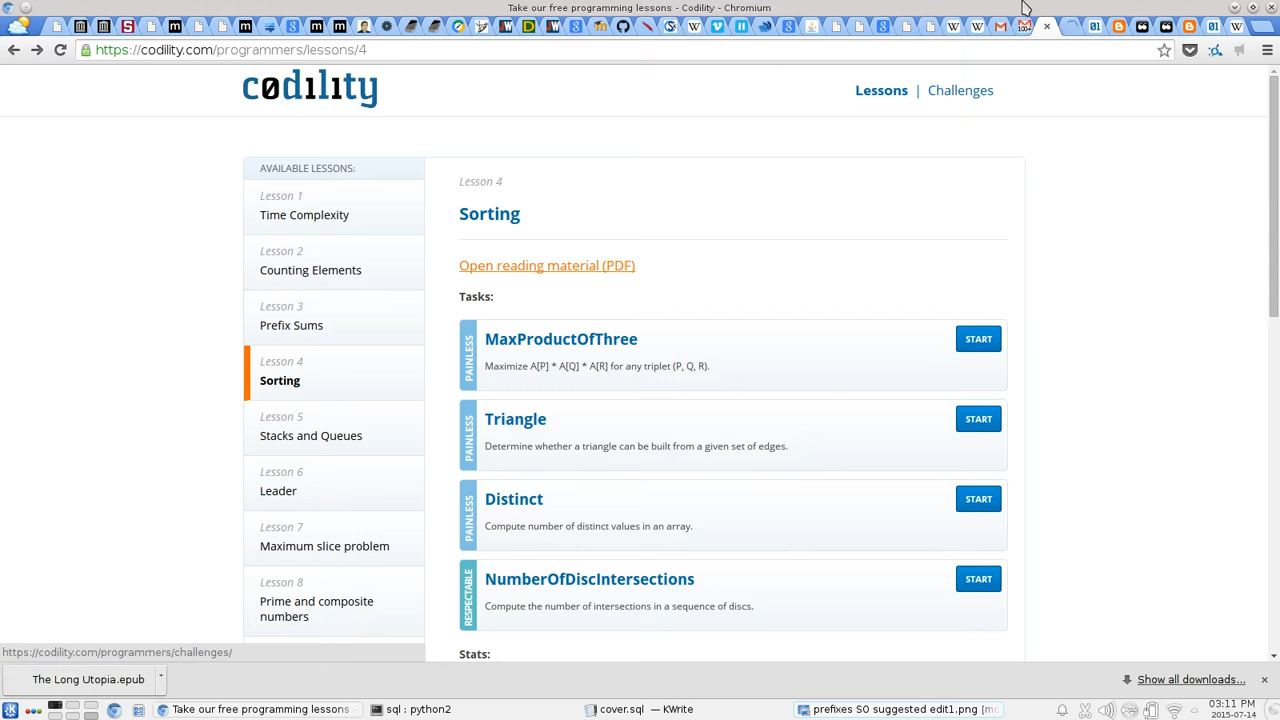 Take our free programming lessons - Codility - Chromium
https://codility.com/programmers/lessons/4
codility
Lessons | Challenges
AVAILABLE LESSONS:
Lesson 1
Time Complexity
Lesson 2
Counting Elements
Lesson 3
Prefix Sums
Lesson 4
Sorting
Lesson 5
Stacks and Queues
Lesson 6
Leader
Lesson 7
Maximum slice problem
Lesson 8
Prime and composite
numbers
Lesson 4
Sorting
Open reading material (PDF)
Tasks:
PAINLESS
MaxProductOfThree
START
Maximize A[P] * A[Q] * A[R] for any triplet (P, Q, R).
PAINLESS
Triangle
START
Determine whether a triangle can be built from a given set of edges.
PAINLESS
Distinct
START
Compute number of distinct values in an array.
RESPECTABLE
NumberOfDiscIntersections
START
Compute the number of intersections in a sequence of discs.
Stats:
https://codility.com/programmers/challenges/
The Long Utopia.epub
Show all downloads...
Take our free programming lessons
sql : python2
cover.sql — KWrite
prefixes SO suggested edit1.png [mo
03:11 PM
2015-07-14